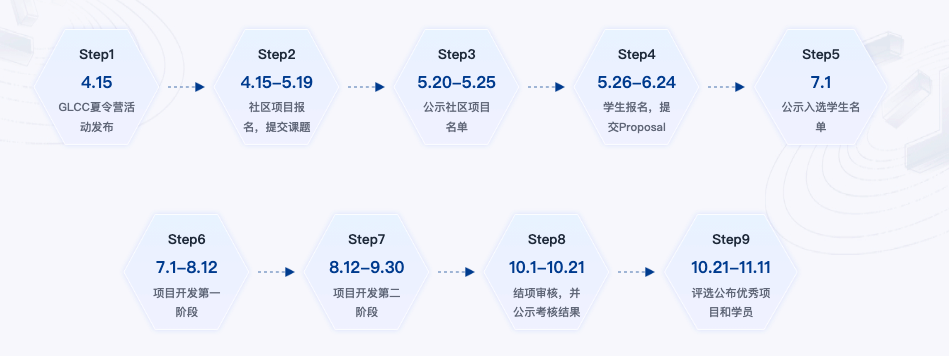 Step1
4.15
GLCC夏令营活
动发布
Step2
4.15–5.19
社区项目报
名，提交课题
Step3
5.20–5.25
公示社区项目
名单
Step4
5.26–6.24
学生报名，提
交Proposal
Step5
7.1
公示入选学生名
单
Step6
7.1–8.12
项目开发第一
阶段
Step7
8.12–9.30
项目开发第二
阶段
Step8
10.1–10.21
结项审核，并
公示考核结果
Step9
10.21–11.11
评选公布优秀项
目和学员